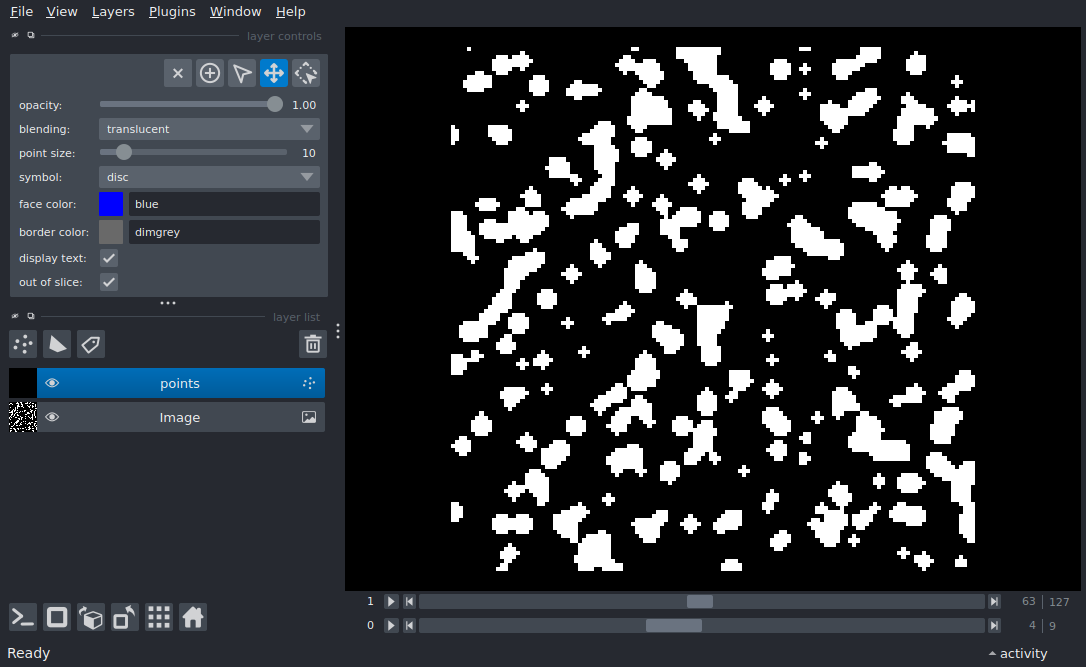 File View Layers Plugins Window Help
layer controls
opacity: 1.00
blending: translucent
point size: 10
symbol: disc
face color: blue
border color: dimgrey
display text:
out of slice:
layer list
points
Image
1 63 127
0 4 9
Ready activity